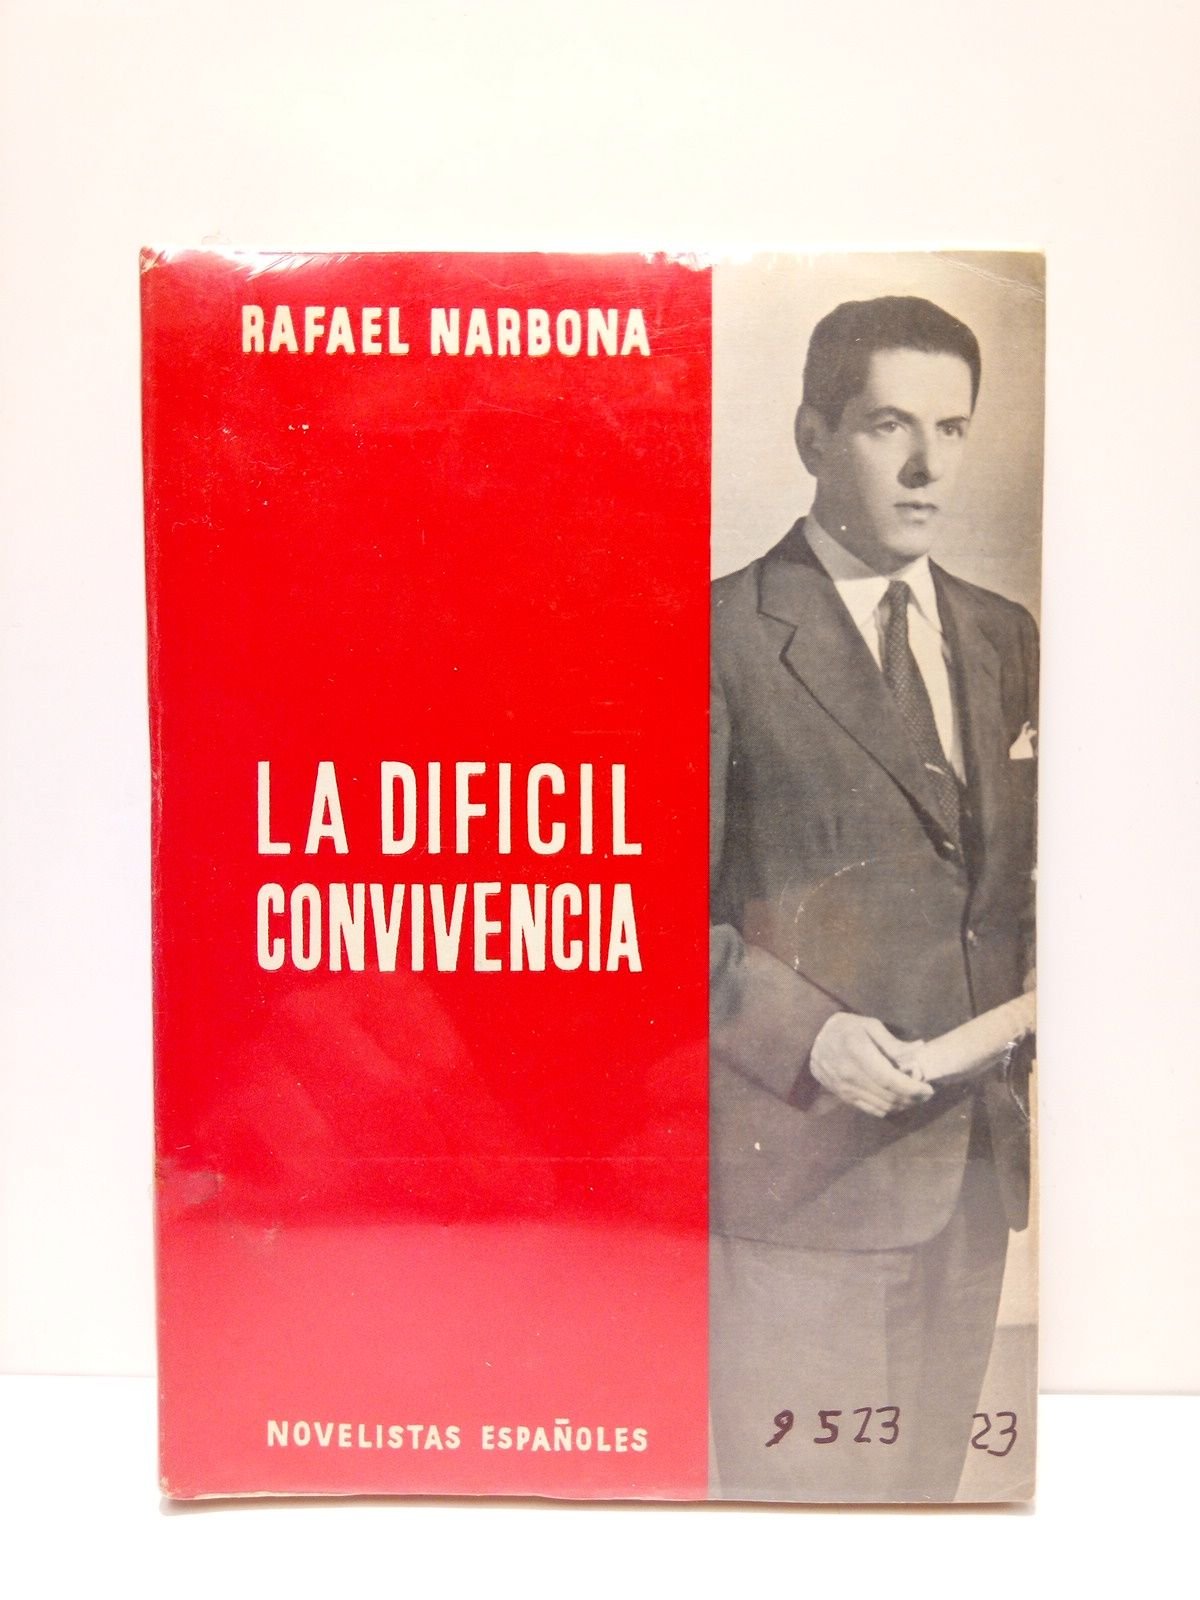 RAFAEL NARBONA
LA DIFICIL
CONVIVENCIA
NOVELISTAS ESPAÑOLES
9523 23